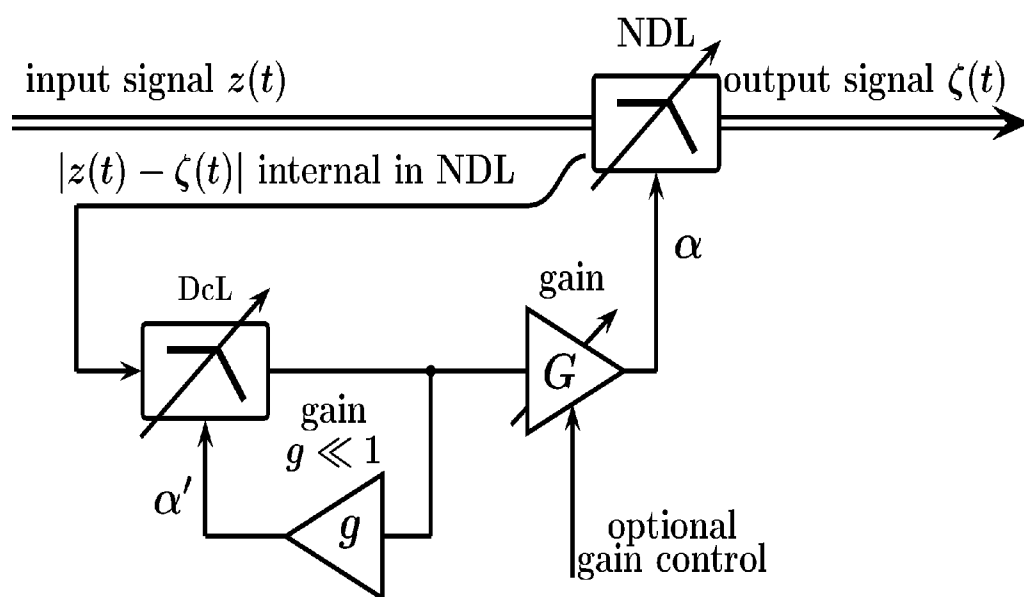 NDL
input signal z(t)
output signal ζ(t)
|z(t) − ζ(t)| internal in NDL
α
DcL
gain
G
gain
g ≪ 1
α′
g
optional
gain control